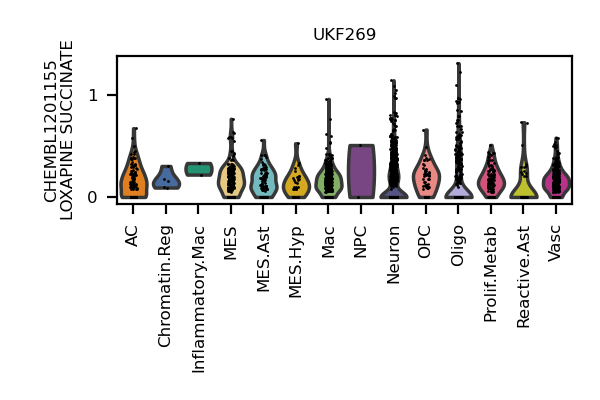 UKF269
CHEMBL1201155
LOXAPINE SUCCINATE
1
0
AC
Chromatin.Reg
Inflammatory.Mac
MES
MES.Ast
MES.Hyp
Mac
NPC
Neuron
OPC
Oligo
Prolif.Metab
Reactive.Ast
Vasc